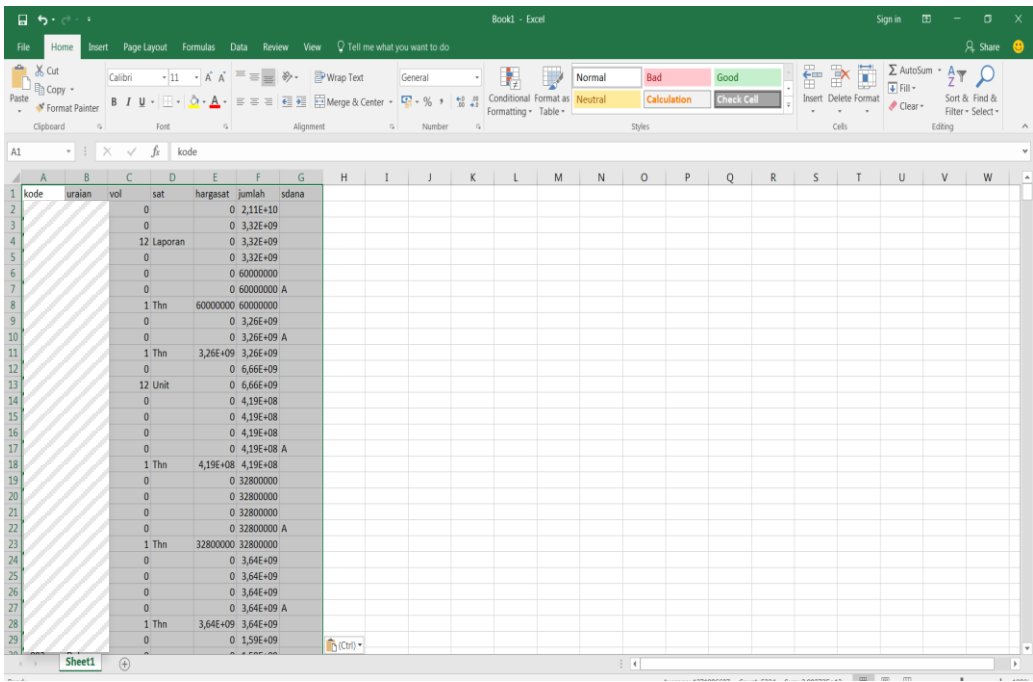 Book1 - Excel
Sign in
File Home Insert Page Layout Formulas Data Review View Tell me what you want to do Share
Paste
Cut
Copy
Format Painter
Clipboard
Calibri 11
B I U
Font
Wrap Text
Merge & Center
Alignment
General
%
Number
Conditional Formatting
Format as Table
Normal Bad Good
Neutral Calculation Check Cell
Styles
Insert Delete Format
Cells
AutoSum
Fill
Clear
Sort & Filter
Find & Select
Editing
A1 fx kode
A B C D E F G H I J K L M N O P Q R S T U V W
1 kode uraian vol sat hargasat jumlah sdana
2 0 0 2,11E+10
3 0 0 3,32E+09
4 12 Laporan 0 3,32E+09
5 0 0 3,32E+09
6 0 0 60000000
7 0 0 60000000 A
8 1 Thn 60000000 60000000
9 0 0 3,26E+09
10 0 0 3,26E+09 A
11 1 Thn 3,26E+09 3,26E+09
12 0 0 6,66E+09
13 12 Unit 0 6,66E+09
14 0 0 4,19E+08
15 0 0 4,19E+08
16 0 0 4,19E+08
17 0 0 4,19E+08 A
18 1 Thn 4,19E+08 4,19E+08
19 0 0 32800000
20 0 0 32800000
21 0 0 32800000
22 0 0 32800000 A
23 1 Thn 32800000 32800000
24 0 0 3,64E+09
25 0 0 3,64E+09
26 0 0 3,64E+09
27 0 0 3,64E+09 A
28 1 Thn 3,64E+09 3,64E+09
29 0 0 1,59E+09
(Ctrl)
Sheet1